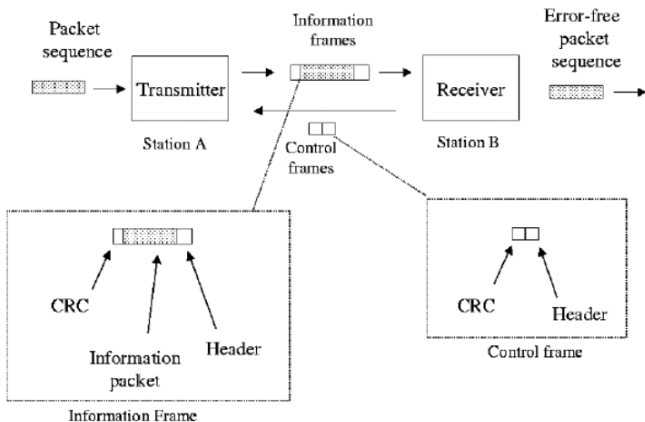 Packet
sequence
Information
frames
Error-free
packet
sequence
Transmitter
Receiver
Station A
Control
frames
Station B
CRC
Information
packet
Header
Information Frame
CRC
Header
Control frame